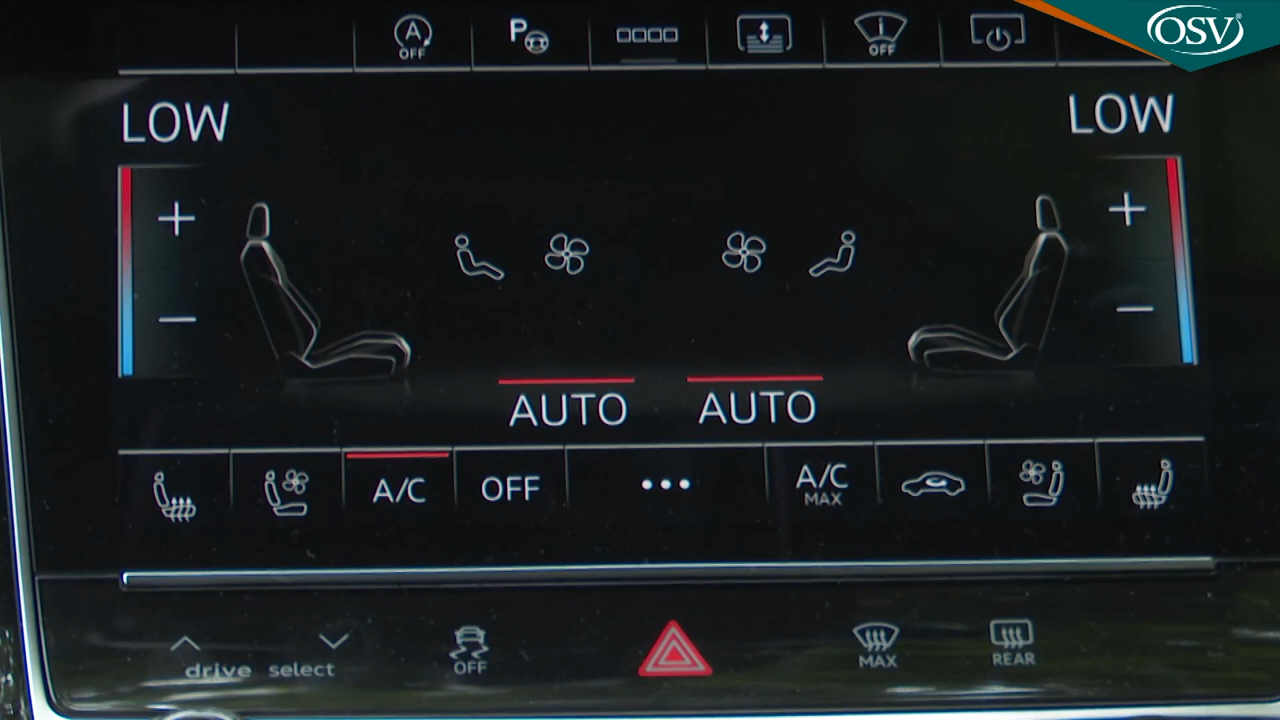 OSV
A OFF
P
i OFF
LOW
LOW
+
+
−
−
AUTO AUTO
A/C OFF ••• A/C MAX
drive select
OFF
MAX
REAR